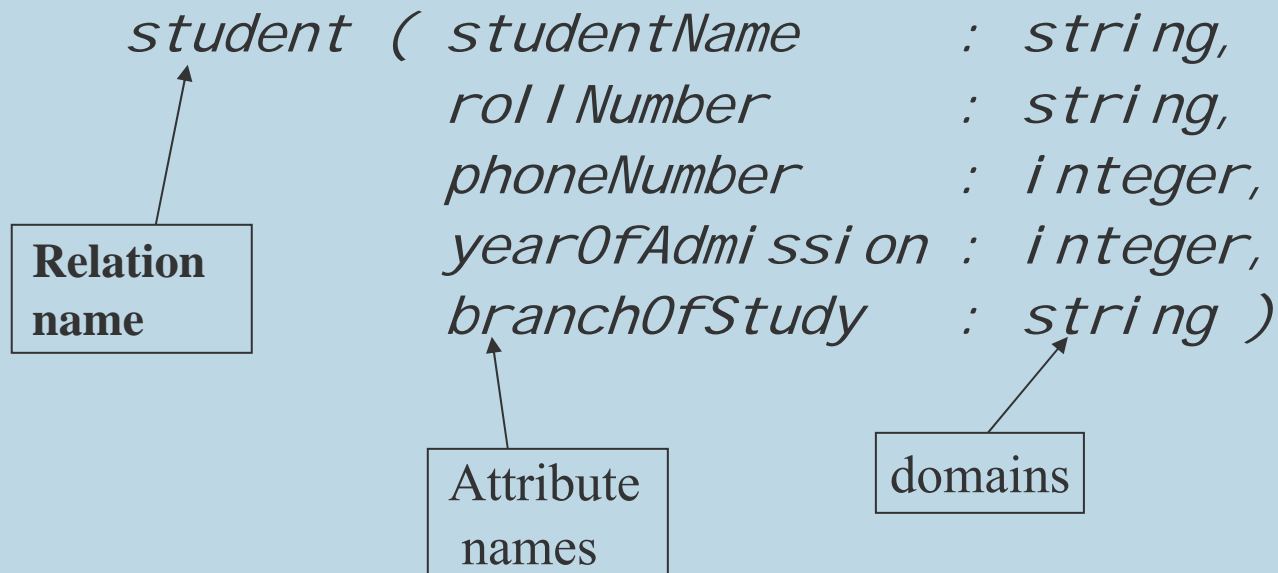 student ( studentName : string,
rollNumber : string,
phoneNumber : integer,
yearOfAdmission : integer,
branchOfStudy : string )
Relation
name
Attribute
names
domains